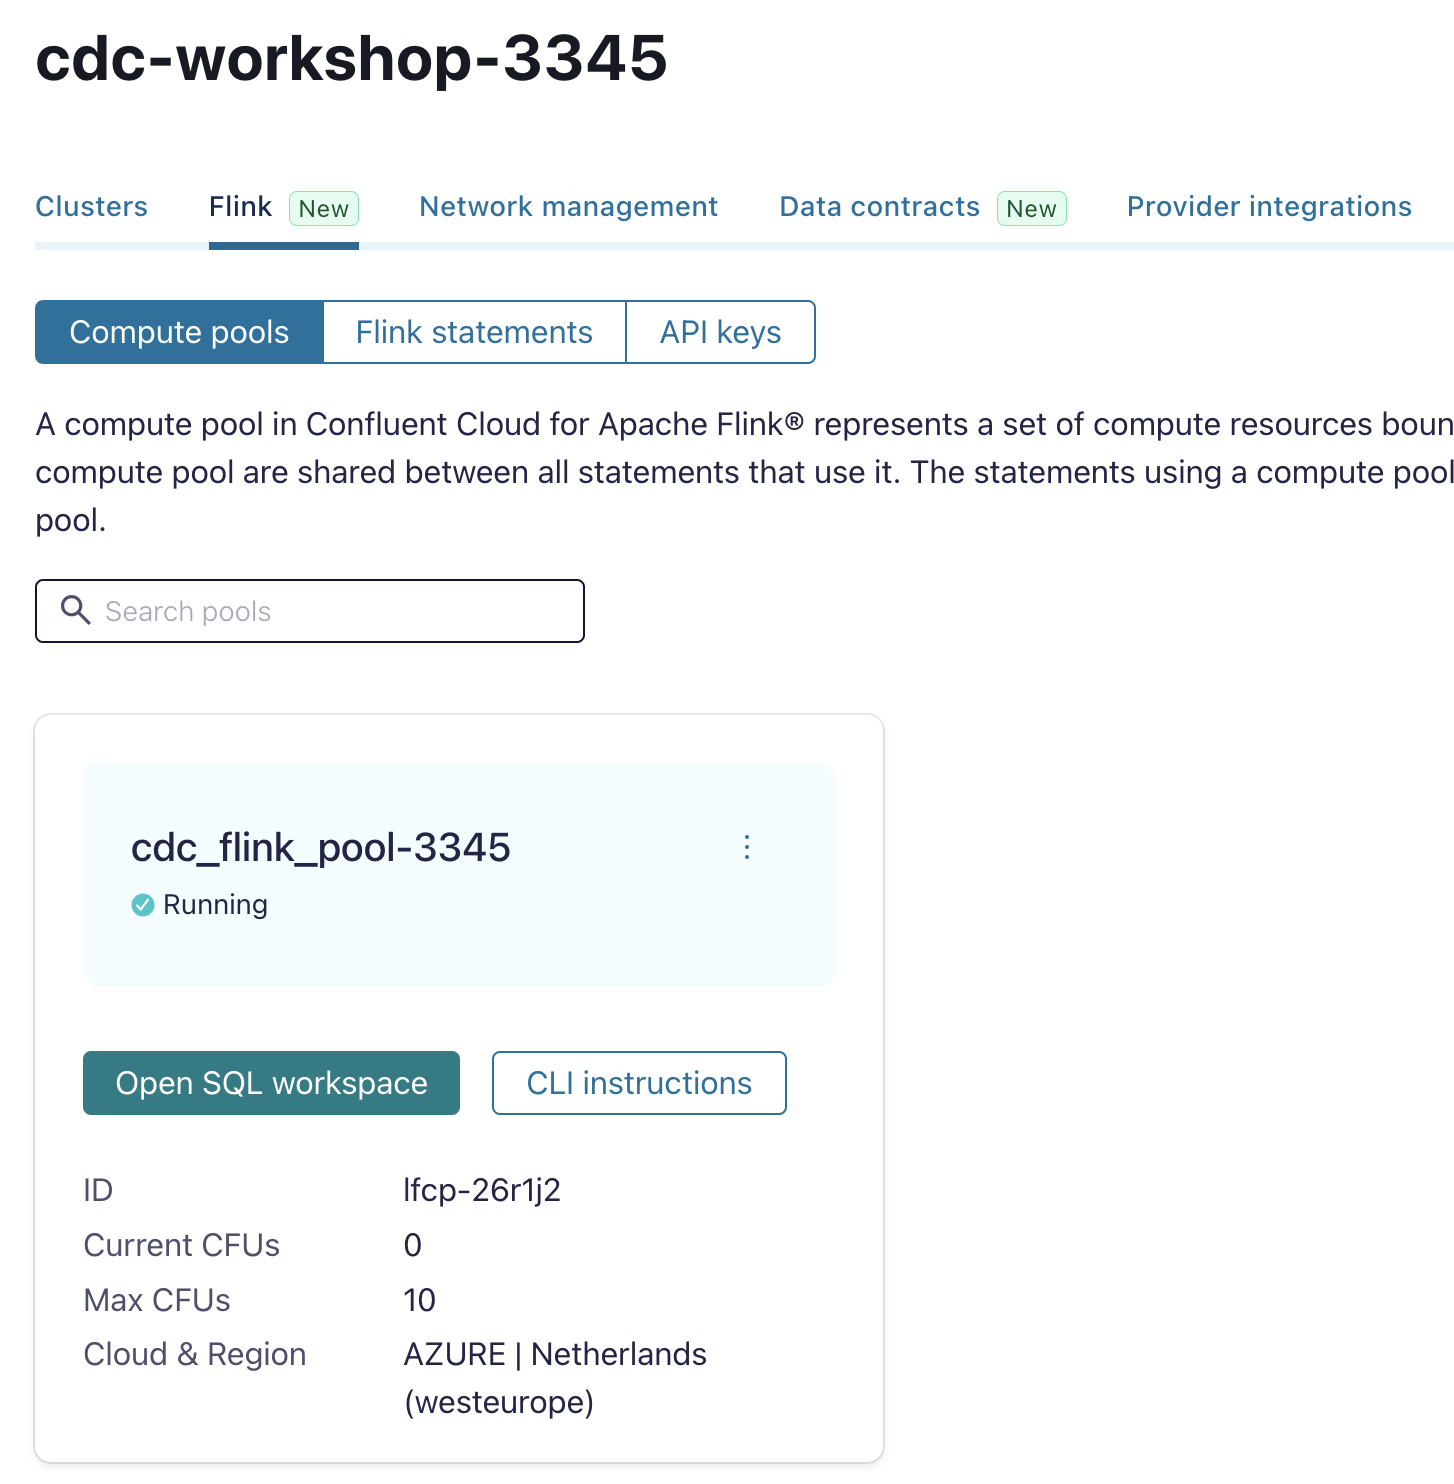 cdc-workshop-3345
Clusters Flink New Network management Data contracts New Provider integrations
Compute pools Flink statements API keys
A compute pool in Confluent Cloud for Apache Flink® represents a set of compute resources boun
compute pool are shared between all statements that use it. The statements using a compute pool
pool.
Search pools
cdc_flink_pool-3345
Running
Open SQL workspace CLI instructions
ID lfcp-26r1j2
Current CFUs 0
Max CFUs 10
Cloud & Region AZURE | Netherlands
(westeurope)